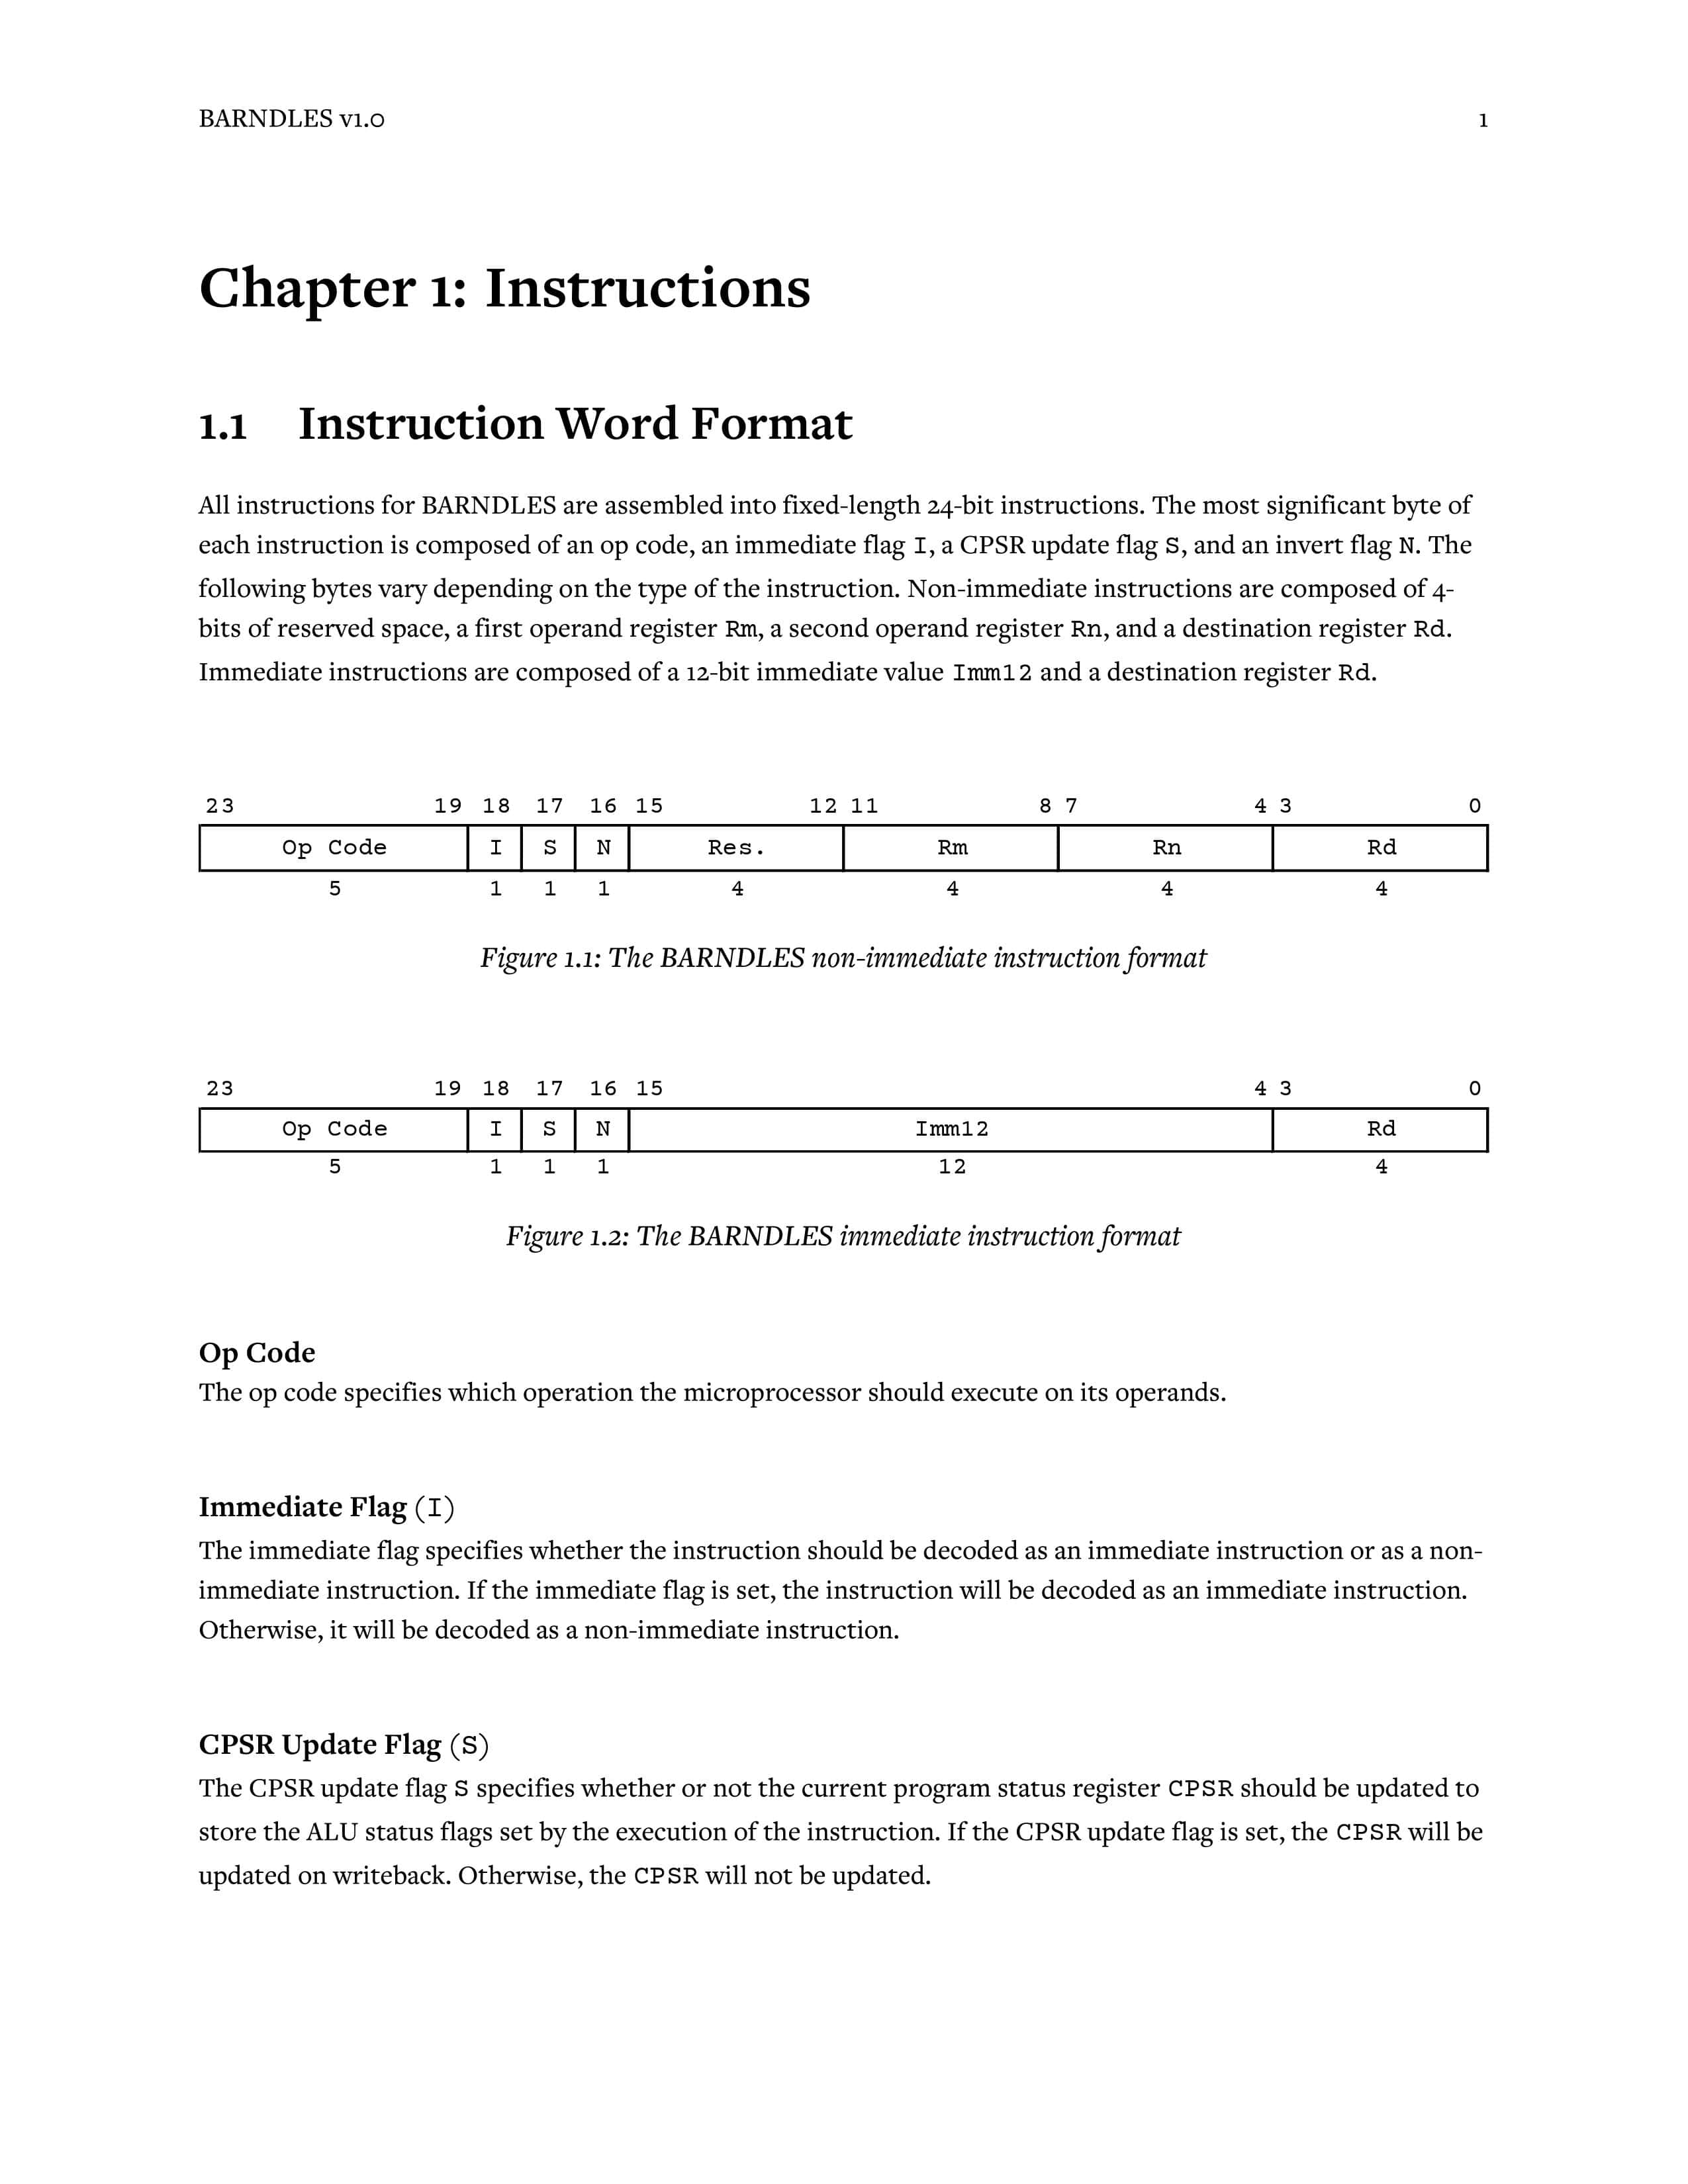 BARNDLES v1.0 1
Chapter 1: Instructions
1.1 Instruction Word Format
All instructions for BARNDLES are assembled into fixed-length 24-bit instructions. The most significant byte of
each instruction is composed of an op code, an immediate flag I, a CPSR update flag S, and an invert flag N. The
following bytes vary depending on the type of the instruction. Non-immediate instructions are composed of 4-
bits of reserved space, a first operand register Rm, a second operand register Rn, and a destination register Rd.
Immediate instructions are composed of a 12-bit immediate value Imm12 and a destination register Rd.
23 19 18 17 16 15 12 11 8 7 4 3 0
Op Code I S N Res. Rm Rn Rd
5 1 1 1 4 4 4 4
Figure 1.1: The BARNDLES non-immediate instruction format
23 19 18 17 16 15 4 3 0
Op Code I S N Imm12 Rd
5 1 1 1 12 4
Figure 1.2: The BARNDLES immediate instruction format
Op Code
The op code specifies which operation the microprocessor should execute on its operands.
Immediate Flag (I)
The immediate flag specifies whether the instruction should be decoded as an immediate instruction or as a non-
immediate instruction. If the immediate flag is set, the instruction will be decoded as an immediate instruction.
Otherwise, it will be decoded as a non-immediate instruction.
CPSR Update Flag (S)
The CPSR update flag S specifies whether or not the current program status register CPSR should be updated to
store the ALU status flags set by the execution of the instruction. If the CPSR update flag is set, the CPSR will be
updated on writeback. Otherwise, the CPSR will not be updated.